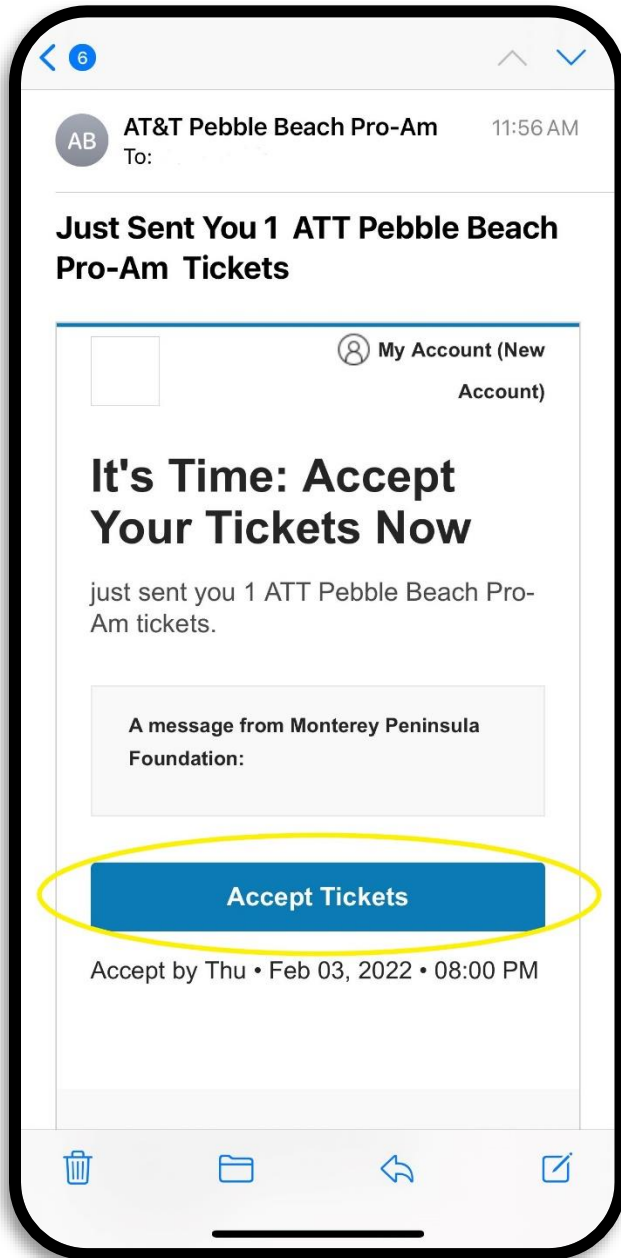 6
AB
AT&T Pebble Beach Pro-Am 11:56 AM
To:
Just Sent You 1 ATT Pebble Beach
Pro-Am Tickets
My Account (New
Account)
It's Time: Accept
Your Tickets Now
just sent you 1 ATT Pebble Beach Pro-
Am tickets.
A message from Monterey Peninsula
Foundation:
Accept Tickets
Accept by Thu • Feb 03, 2022 • 08:00 PM